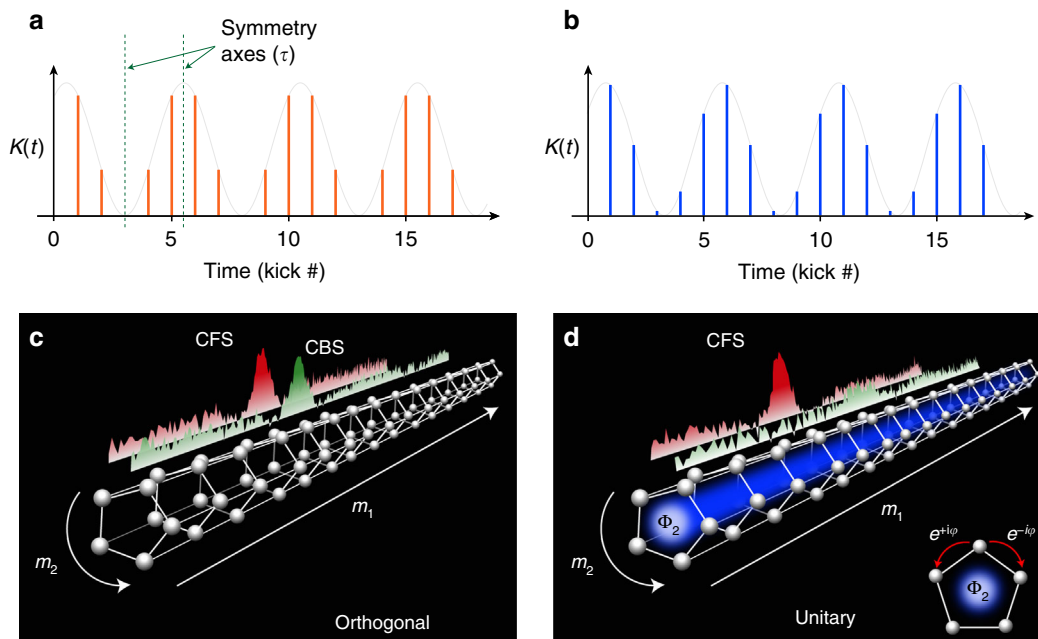 a
Symmetry
axes (τ)
K(t)
0 5 10 15
Time (kick #)
b
K(t)
0 5 10 15
Time (kick #)
c
CFS
CBS
m₁
m₂
Orthogonal
d
CFS
Φ₂
m₁
m₂
Unitary
e⁺ⁱᵠ e⁻ⁱᵠ
Φ₂